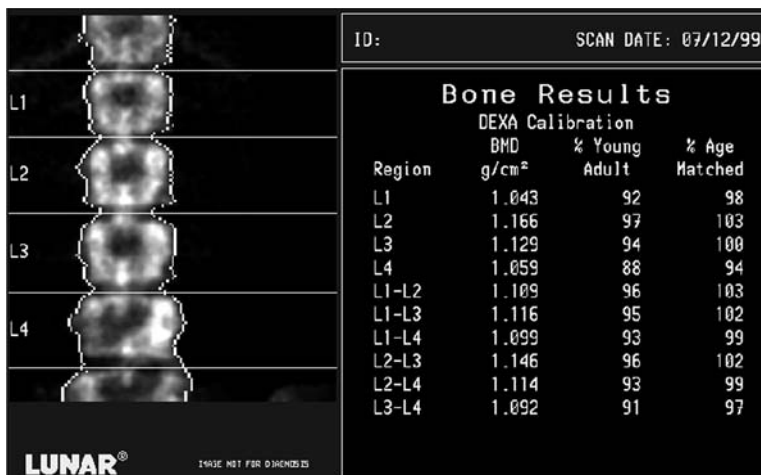 L1
L2
L3
L4
LUNAR®
IMAGE NOT FOR DIAGNOSIS
ID: SCAN DATE: 07/12/99
Bone Results
DEXA Calibration
BMD % Young % Age
Region g/cm² Adult Matched
L1 1.043 92 98
L2 1.166 97 103
L3 1.129 94 100
L4 1.059 88 94
L1-L2 1.109 96 103
L1-L3 1.116 95 102
L1-L4 1.099 93 99
L2-L3 1.146 96 102
L2-L4 1.114 93 99
L3-L4 1.092 91 97